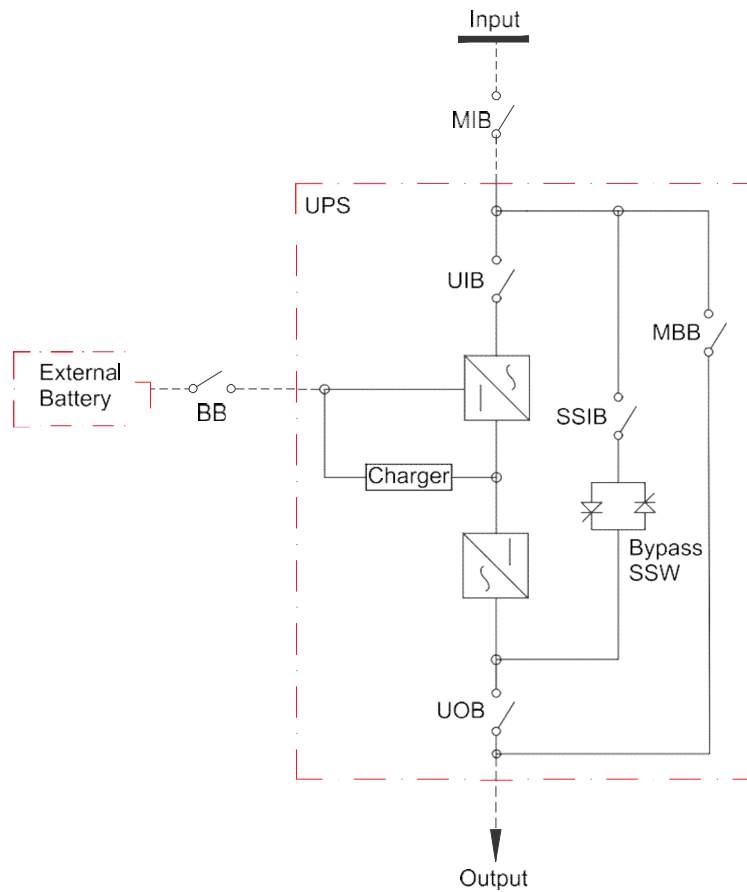 Input
MIB
UPS
UIB
MBB
External
Battery
BB
SSIB
Charger
Bypass
SSW
UOB
Output